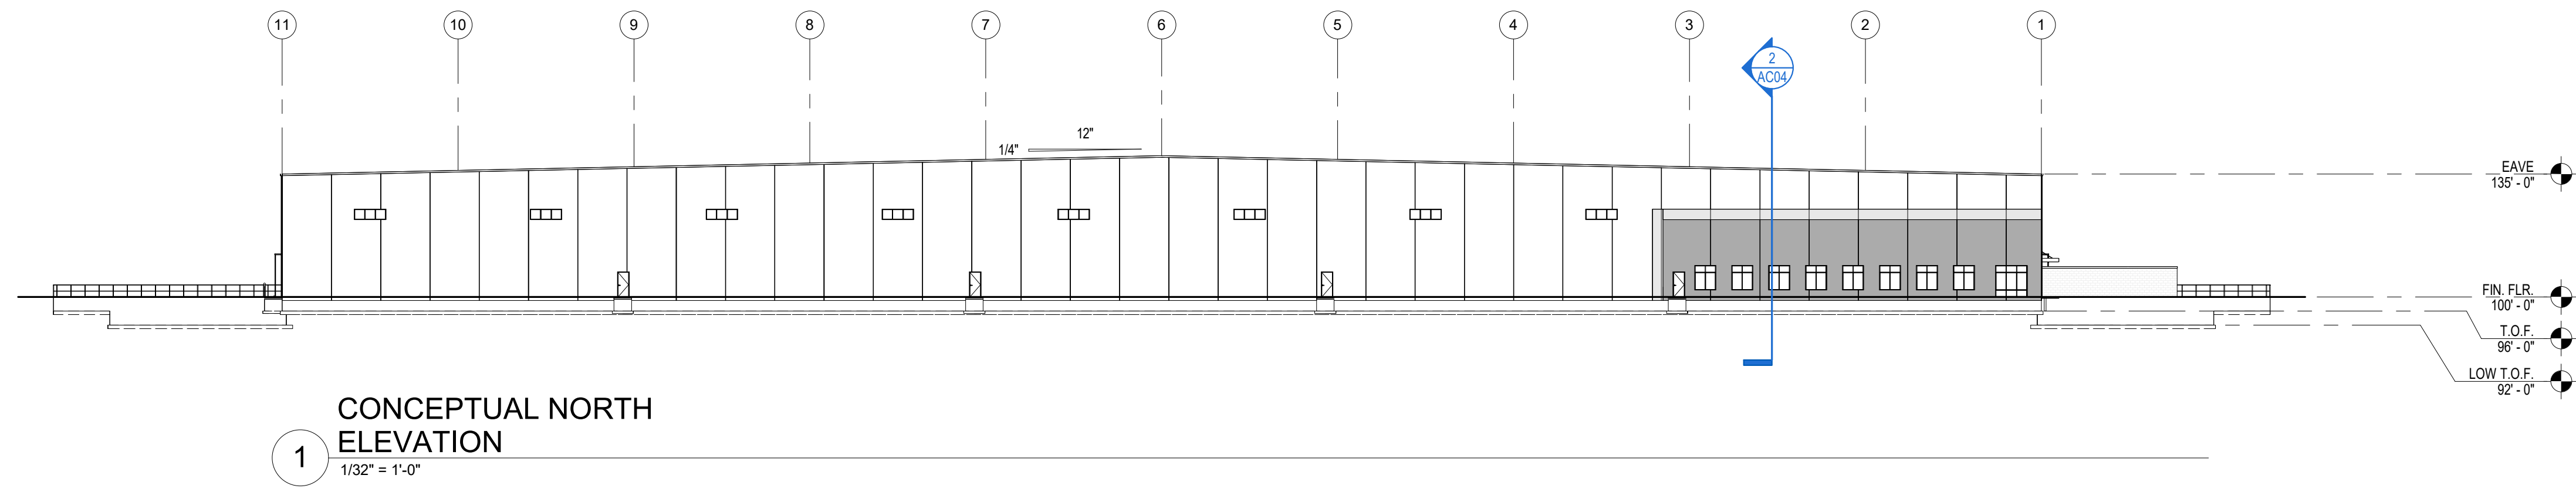 11
10
9
8
7
6
5
4
3
2
1
2
AC04
12"
1/4"
EAVE
135' - 0"
FIN. FLR.
100' - 0"
T.O.F.
96' - 0"
LOW T.O.F.
92' - 0"
CONCEPTUAL NORTH
ELEVATION
1
1/32" = 1'-0"